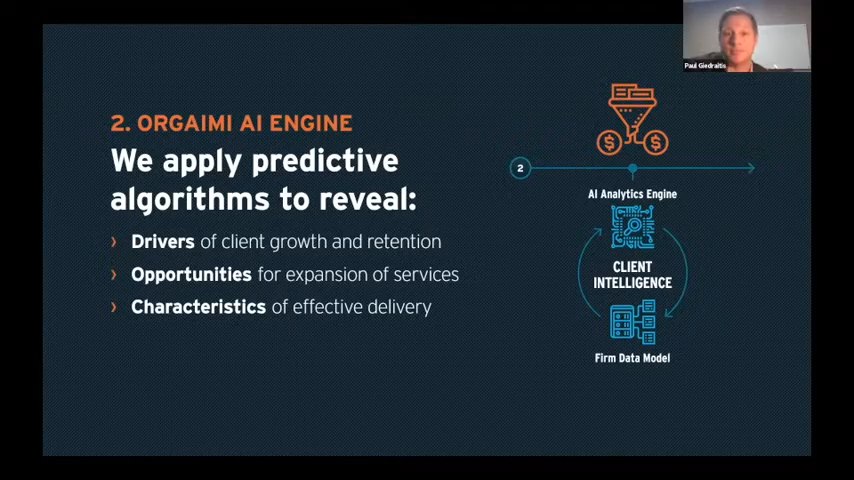 Paul Giedraitis
2. ORGAIMI AI ENGINE
We apply predictive
algorithms to reveal:
› Drivers of client growth and retention
› Opportunities for expansion of services
› Characteristics of effective delivery
$ $
2
AI Analytics Engine
CLIENT
INTELLIGENCE
Firm Data Model